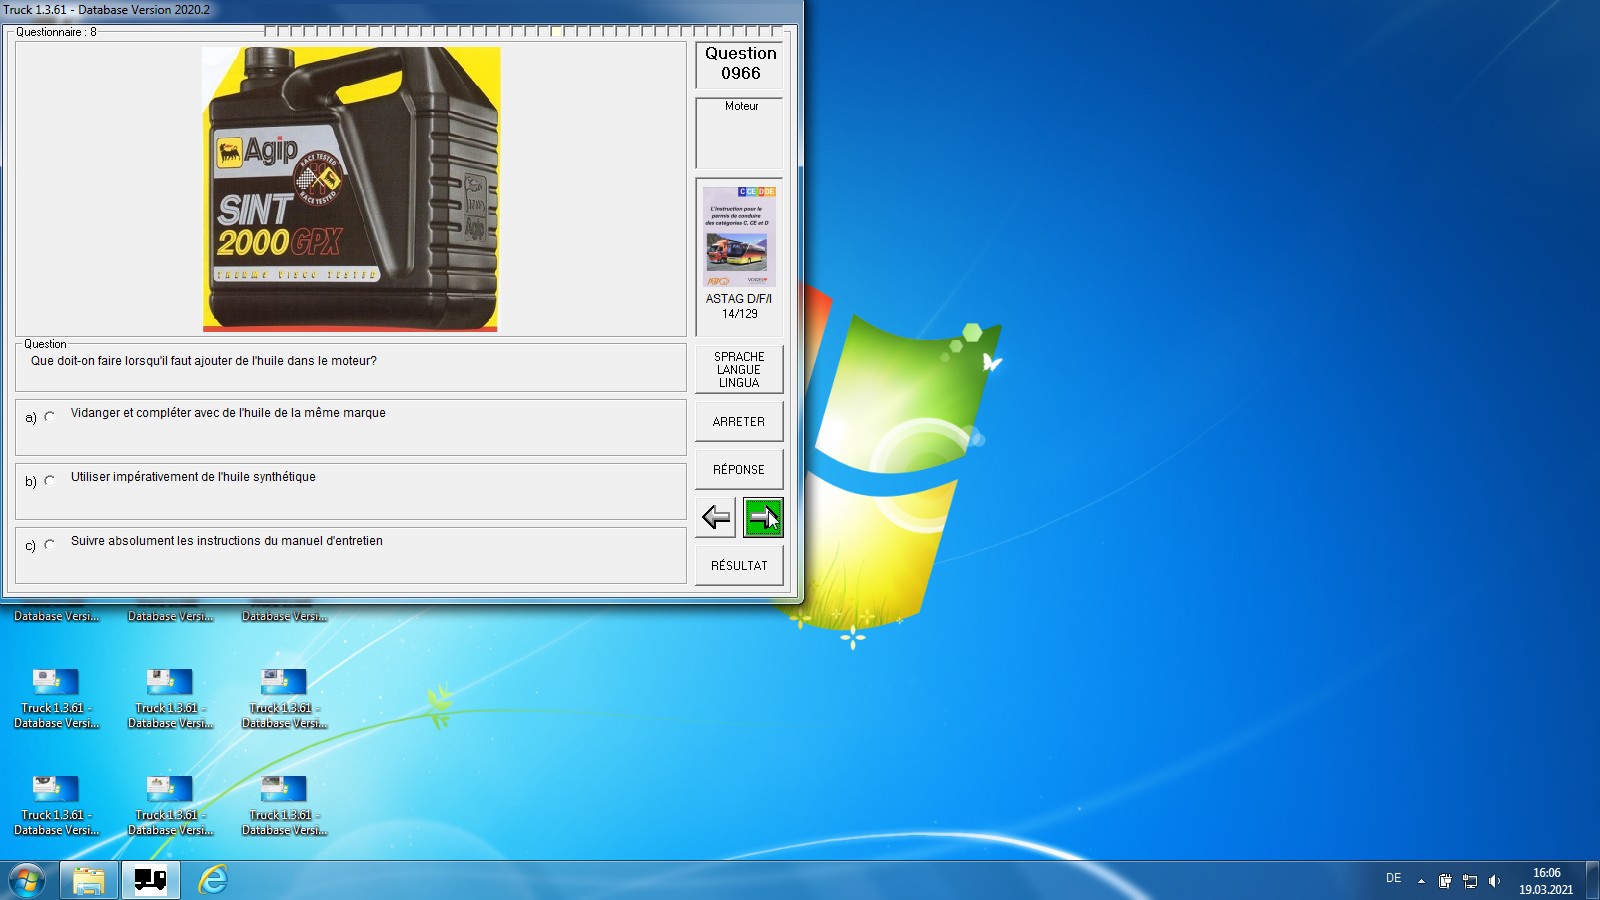 Truck 1.3.61 - Database Version 2020.2
Questionnaire : 8
Agip
RACE TESTED
RACE TESTED
SINT
2000 GPX
THERMO VISCO TESTED
Agip
Question
0966
Moteur
C CE D DE
L'instruction pour le
permis de conduire
des catégories C, CE et D
ASTAG D/F/I
14/129
Question
Que doit-on faire lorsqu'il faut ajouter de l'huile dans le moteur?
a) Vidanger et compléter avec de l'huile de la même marque
b) Utiliser impérativement de l'huile synthétique
c) Suivre absolument les instructions du manuel d'entretien
SPRACHE
LANGUE
LINGUA
ARRETER
RÉPONSE
RÉSULTAT
Database Versi... Database Versi... Database Versi...
Truck 1.3.61 - Truck 1.3.61 - Truck 1.3.61 -
Database Versi... Database Versi... Database Versi...
Truck 1.3.61 - Truck 1.3.61 - Truck 1.3.61 -
Database Versi... Database Versi... Database Versi...
DE
16:06
19.03.2021